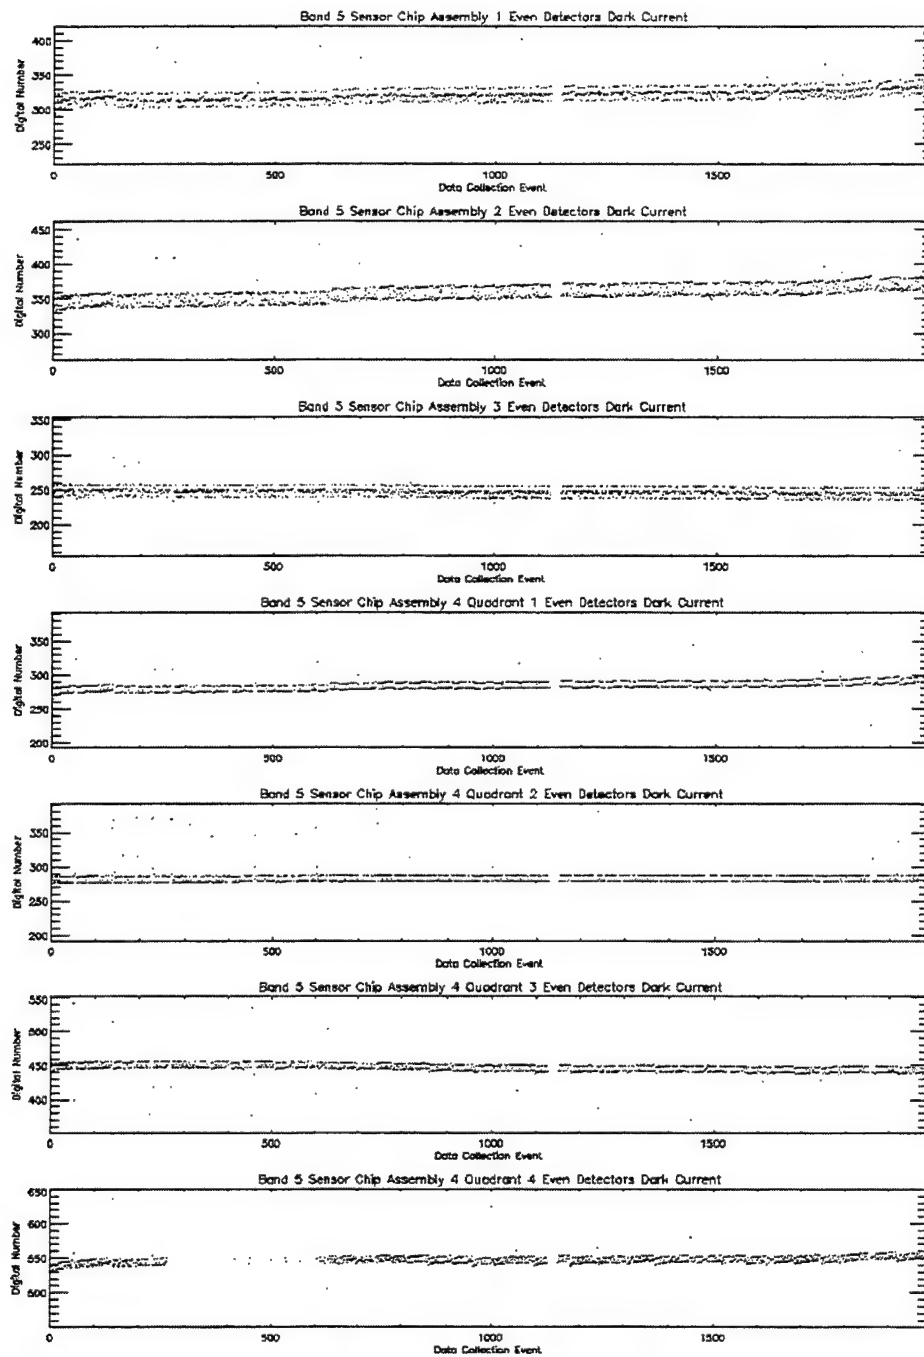 Band 5 Sensor Chip Assembly 1 Even Detectors Dark Current
Digital Number
400
350
300
250
0
500
1000
1500
Data Collection Event
Band 5 Sensor Chip Assembly 2 Even Detectors Dark Current
Digital Number
450
400
350
300
0
500
1000
1500
Data Collection Event
Band 5 Sensor Chip Assembly 3 Even Detectors Dark Current
Digital Number
350
300
250
200
0
500
1000
1500
Data Collection Event
Band 5 Sensor Chip Assembly 4 Quadrant 1 Even Detectors Dark Current
Digital Number
350
300
250
200
0
500
1000
1500
Data Collection Event
Band 5 Sensor Chip Assembly 4 Quadrant 2 Even Detectors Dark Current
Digital Number
350
300
250
200
0
500
1000
1500
Data Collection Event
Band 5 Sensor Chip Assembly 4 Quadrant 3 Even Detectors Dark Current
Digital Number
550
500
450
400
0
500
1000
1500
Data Collection Event
Band 5 Sensor Chip Assembly 4 Quadrant 4 Even Detectors Dark Current
Digital Number
650
600
550
500
0
500
1000
1500
Data Collection Event